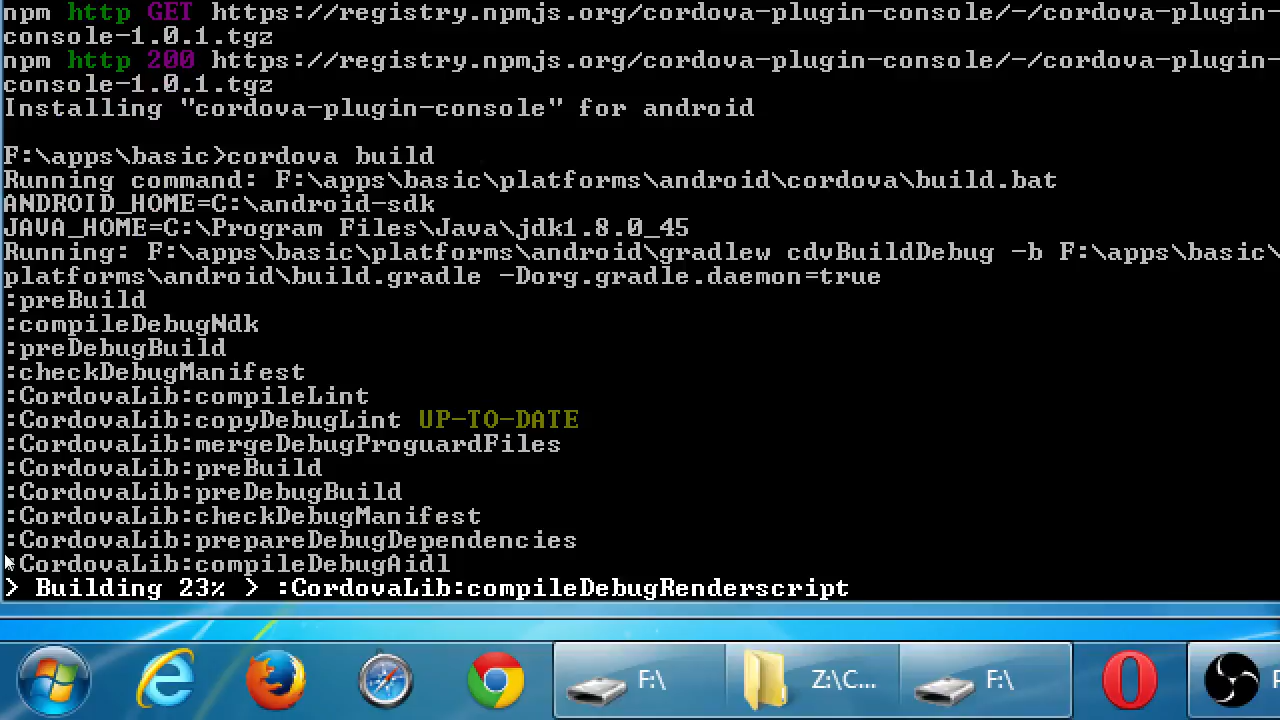 npm http GET https://registry.npmjs.org/cordova-plugin-console/-/cordova-plugin-
console-1.0.1.tgz
npm http 200 https://registry.npmjs.org/cordova-plugin-console/-/cordova-plugin-
console-1.0.1.tgz
Installing "cordova-plugin-console" for android
F:\apps\basic>cordova build
Running command: F:\apps\basic\platforms\android\cordova\build.bat
ANDROID_HOME=C:\android-sdk
JAVA_HOME=C:\Program Files\Java\jdk1.8.0_45
Running: F:\apps\basic\platforms\android\gradlew cdvBuildDebug -b F:\apps\basic\
platforms\android\build.gradle -Dorg.gradle.daemon=true
:preBuild
:compileDebugNdk
:preDebugBuild
:checkDebugManifest
:CordovaLib:compileLint
:CordovaLib:copyDebugLint UP-TO-DATE
:CordovaLib:mergeDebugProguardFiles
:CordovaLib:preBuild
:CordovaLib:preDebugBuild
:CordovaLib:checkDebugManifest
:CordovaLib:prepareDebugDependencies
:CordovaLib:compileDebugAidl
> Building 23% > :CordovaLib:compileDebugRenderscript
F:\ Z:\C... F:\